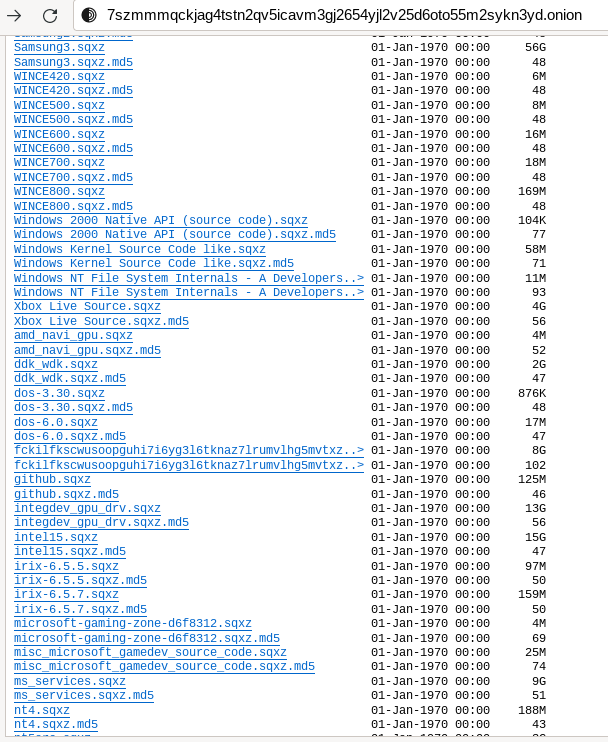 7szmmmqckjag4tstn2qv5icavm3gj2654yjl2v25d6oto55m2sykn3yd.onion
Samsung3.sqxz 01-Jan-1970 00:00 56G
Samsung3.sqxz.md5 01-Jan-1970 00:00 48
WINCE420.sqxz 01-Jan-1970 00:00 6M
WINCE420.sqxz.md5 01-Jan-1970 00:00 48
WINCE500.sqxz 01-Jan-1970 00:00 8M
WINCE500.sqxz.md5 01-Jan-1970 00:00 48
WINCE600.sqxz 01-Jan-1970 00:00 16M
WINCE600.sqxz.md5 01-Jan-1970 00:00 48
WINCE700.sqxz 01-Jan-1970 00:00 18M
WINCE700.sqxz.md5 01-Jan-1970 00:00 48
WINCE800.sqxz 01-Jan-1970 00:00 169M
WINCE800.sqxz.md5 01-Jan-1970 00:00 48
Windows 2000 Native API (source code).sqxz 01-Jan-1970 00:00 104K
Windows 2000 Native API (source code).sqxz.md5 01-Jan-1970 00:00 77
Windows Kernel Source Code like.sqxz 01-Jan-1970 00:00 58M
Windows Kernel Source Code like.sqxz.md5 01-Jan-1970 00:00 71
Windows NT File System Internals - A Developers..> 01-Jan-1970 00:00 11M
Windows NT File System Internals - A Developers..> 01-Jan-1970 00:00 93
Xbox Live Source.sqxz 01-Jan-1970 00:00 4G
Xbox Live Source.sqxz.md5 01-Jan-1970 00:00 56
amd_navi_gpu.sqxz 01-Jan-1970 00:00 4M
amd_navi_gpu.sqxz.md5 01-Jan-1970 00:00 52
ddk_wdk.sqxz 01-Jan-1970 00:00 2G
ddk_wdk.sqxz.md5 01-Jan-1970 00:00 47
dos-3.30.sqxz 01-Jan-1970 00:00 876K
dos-3.30.sqxz.md5 01-Jan-1970 00:00 48
dos-6.0.sqxz 01-Jan-1970 00:00 17M
dos-6.0.sqxz.md5 01-Jan-1970 00:00 47
fckilfkscwusoopguhi7i6yg3l6tknaz7lrumvlhg5mvtxz..> 01-Jan-1970 00:00 8G
fckilfkscwusoopguhi7i6yg3l6tknaz7lrumvlhg5mvtxz..> 01-Jan-1970 00:00 102
github.sqxz 01-Jan-1970 00:00 125M
github.sqxz.md5 01-Jan-1970 00:00 46
integdev_gpu_drv.sqxz 01-Jan-1970 00:00 13G
integdev_gpu_drv.sqxz.md5 01-Jan-1970 00:00 56
intel15.sqxz 01-Jan-1970 00:00 15G
intel15.sqxz.md5 01-Jan-1970 00:00 47
irix-6.5.5.sqxz 01-Jan-1970 00:00 97M
irix-6.5.5.sqxz.md5 01-Jan-1970 00:00 50
irix-6.5.7.sqxz 01-Jan-1970 00:00 159M
irix-6.5.7.sqxz.md5 01-Jan-1970 00:00 50
microsoft-gaming-zone-d6f8312.sqxz 01-Jan-1970 00:00 4M
microsoft-gaming-zone-d6f8312.sqxz.md5 01-Jan-1970 00:00 69
misc_microsoft_gamedev_source_code.sqxz 01-Jan-1970 00:00 25M
misc_microsoft_gamedev_source_code.sqxz.md5 01-Jan-1970 00:00 74
ms_services.sqxz 01-Jan-1970 00:00 9G
ms_services.sqxz.md5 01-Jan-1970 00:00 51
nt4.sqxz 01-Jan-1970 00:00 188M
nt4.sqxz.md5 01-Jan-1970 00:00 43